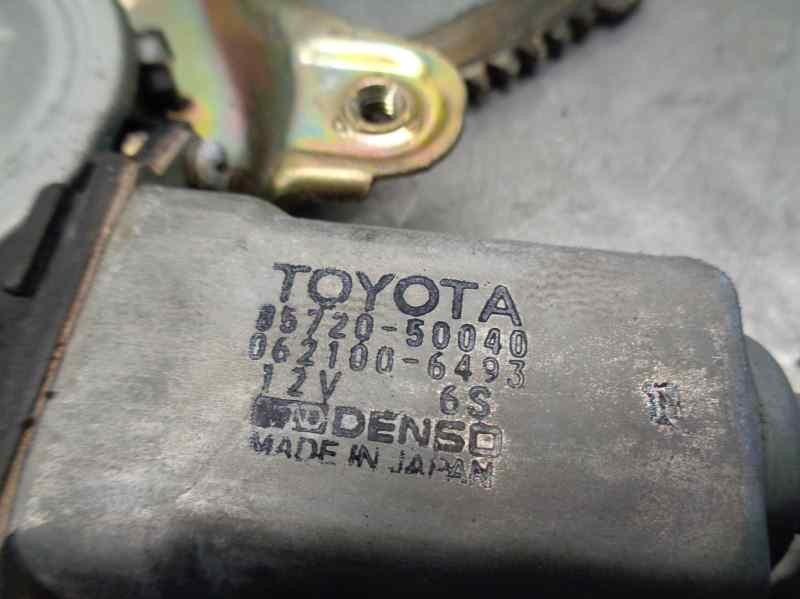 TOYOTA
85720-50040
062100-6493
12V 6S
DENSO
MADE IN JAPAN